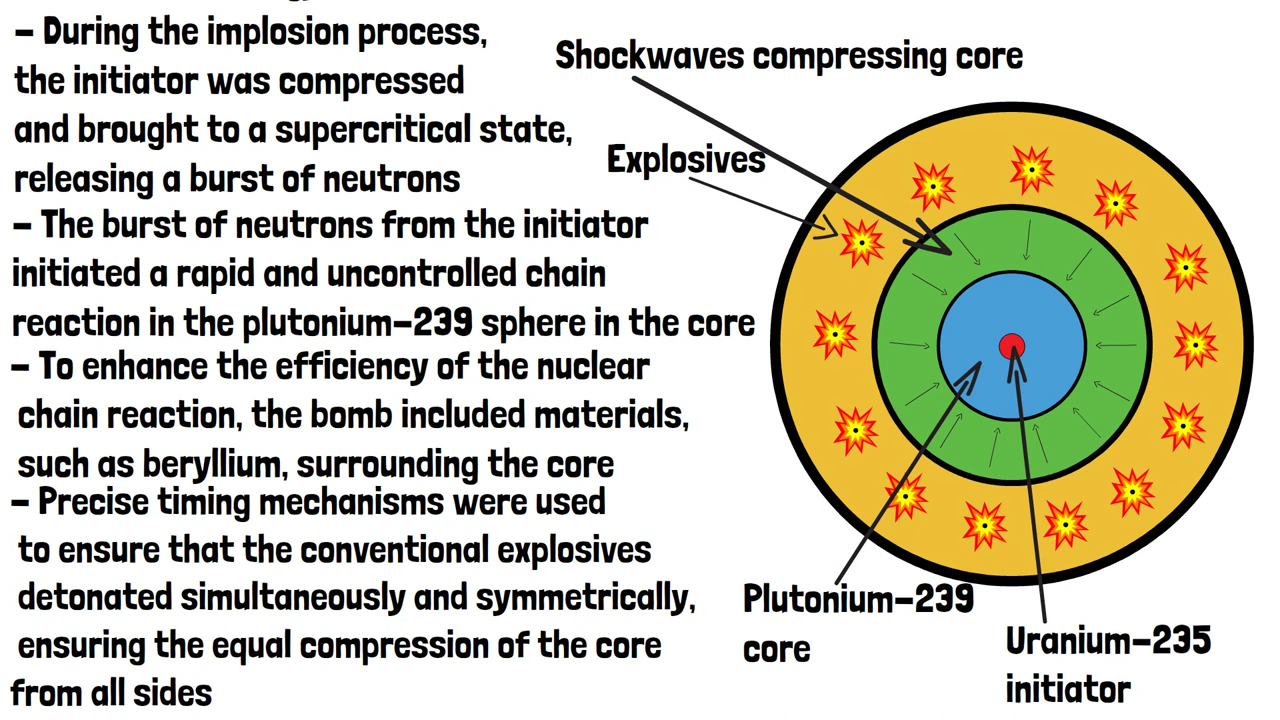 – During the implosion process,
the initiator was compressed
and brought to a supercritical state,
releasing a burst of neutrons
– The burst of neutrons from the initiator
initiated a rapid and uncontrolled chain
reaction in the plutonium–239 sphere in the core
– To enhance the efficiency of the nuclear
chain reaction, the bomb included materials,
such as beryllium, surrounding the core
– Precise timing mechanisms were used
to ensure that the conventional explosives
detonated simultaneously and symmetrically,
ensuring the equal compression of the core
from all sides
Shockwaves compressing core
Explosives
Plutonium–239
core
Uranium–235
initiator